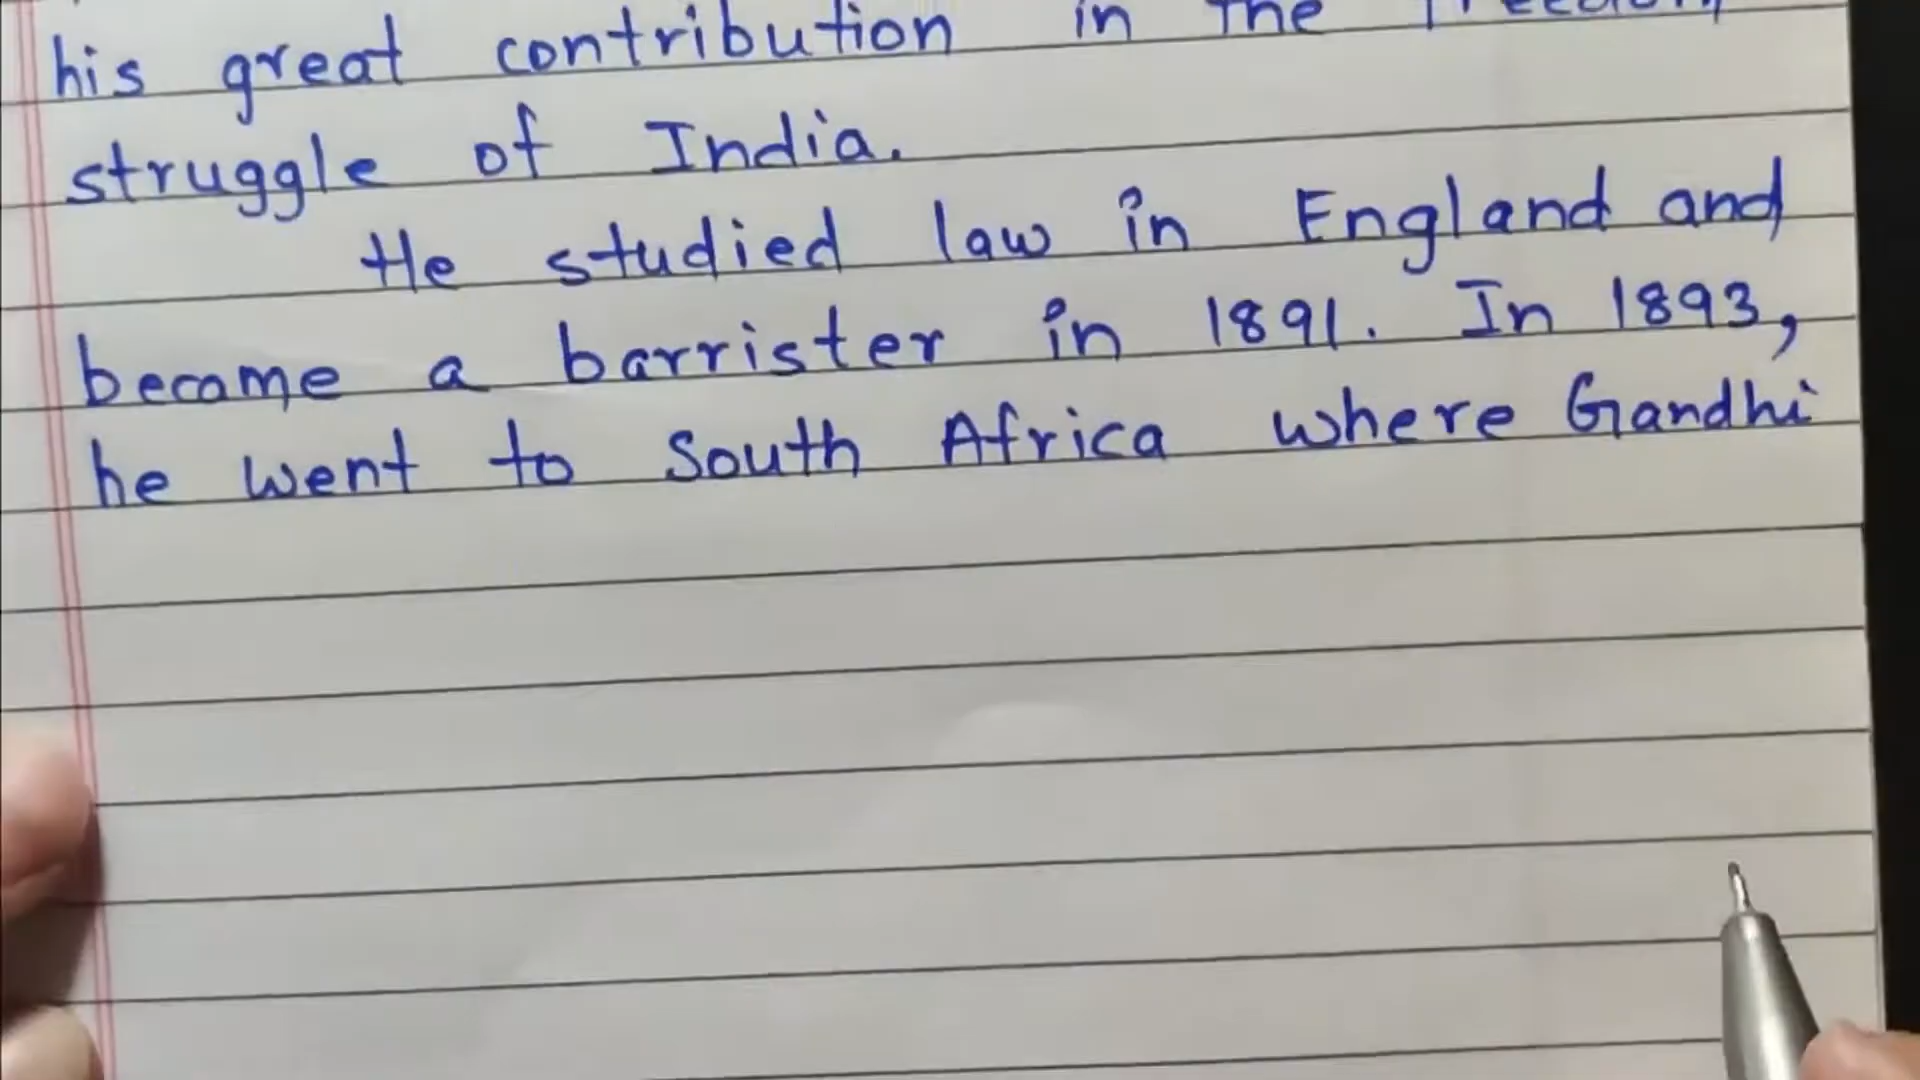 his great contribution in the freedom
struggle of India.
He studied law in England and
became a barrister in 1891. In 1893,
he went to South Africa where Gandhi